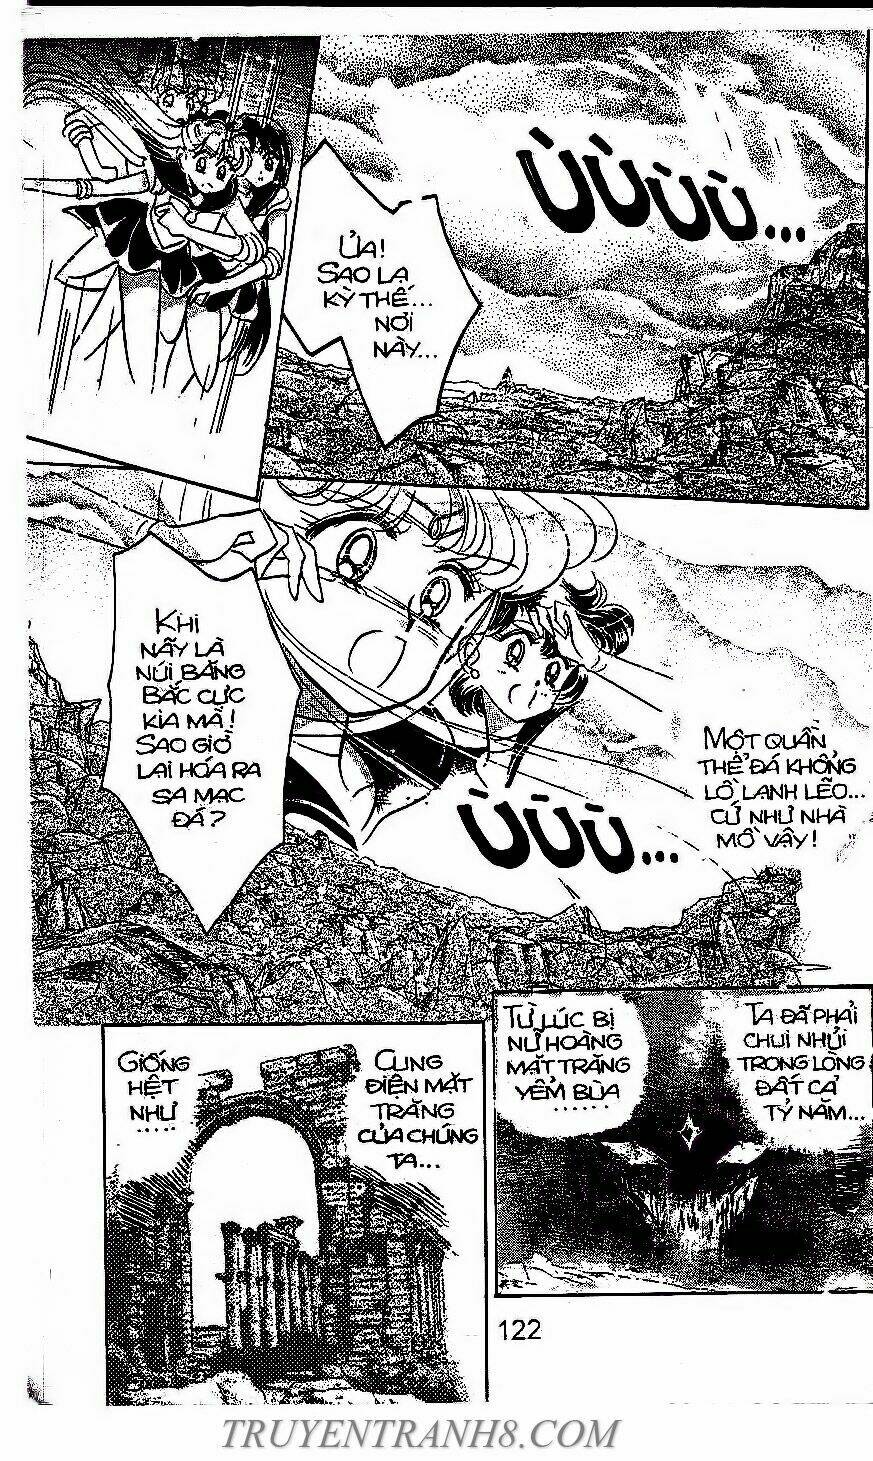 ÙÙÙÙ...
ỦA!
SAO LẠ
KỲ THẾ...
NƠI
NÀY...
KHI
NÃY LÀ
NÚI BĂNG
BẮC CỰC
KIA MÀ!
SAO GIỜ
LẠI HÓA RA
SA MẠC
ĐÁ?
MỘT QUẦN
THỂ ĐÁ KHỔNG
LỒ LẠNH LẼO...
CỨ NHƯ NHÀ
MỒ VẬY!
ÙÙÙ...
GIỐNG
HỆT
NHƯ
.....
CUNG
ĐIỆN MẶT
TRĂNG
CỦA CHÚNG
TA...
TỪ LÚC BỊ
NỮ HOÀNG
MẶT TRĂNG
YỂM BÙA
......
TA ĐÃ PHẢI
CHUI NHỦI
TRONG LÒNG
ĐẤT CẢ
TỶ NĂM...
122
TRUYENTRANH8.COM